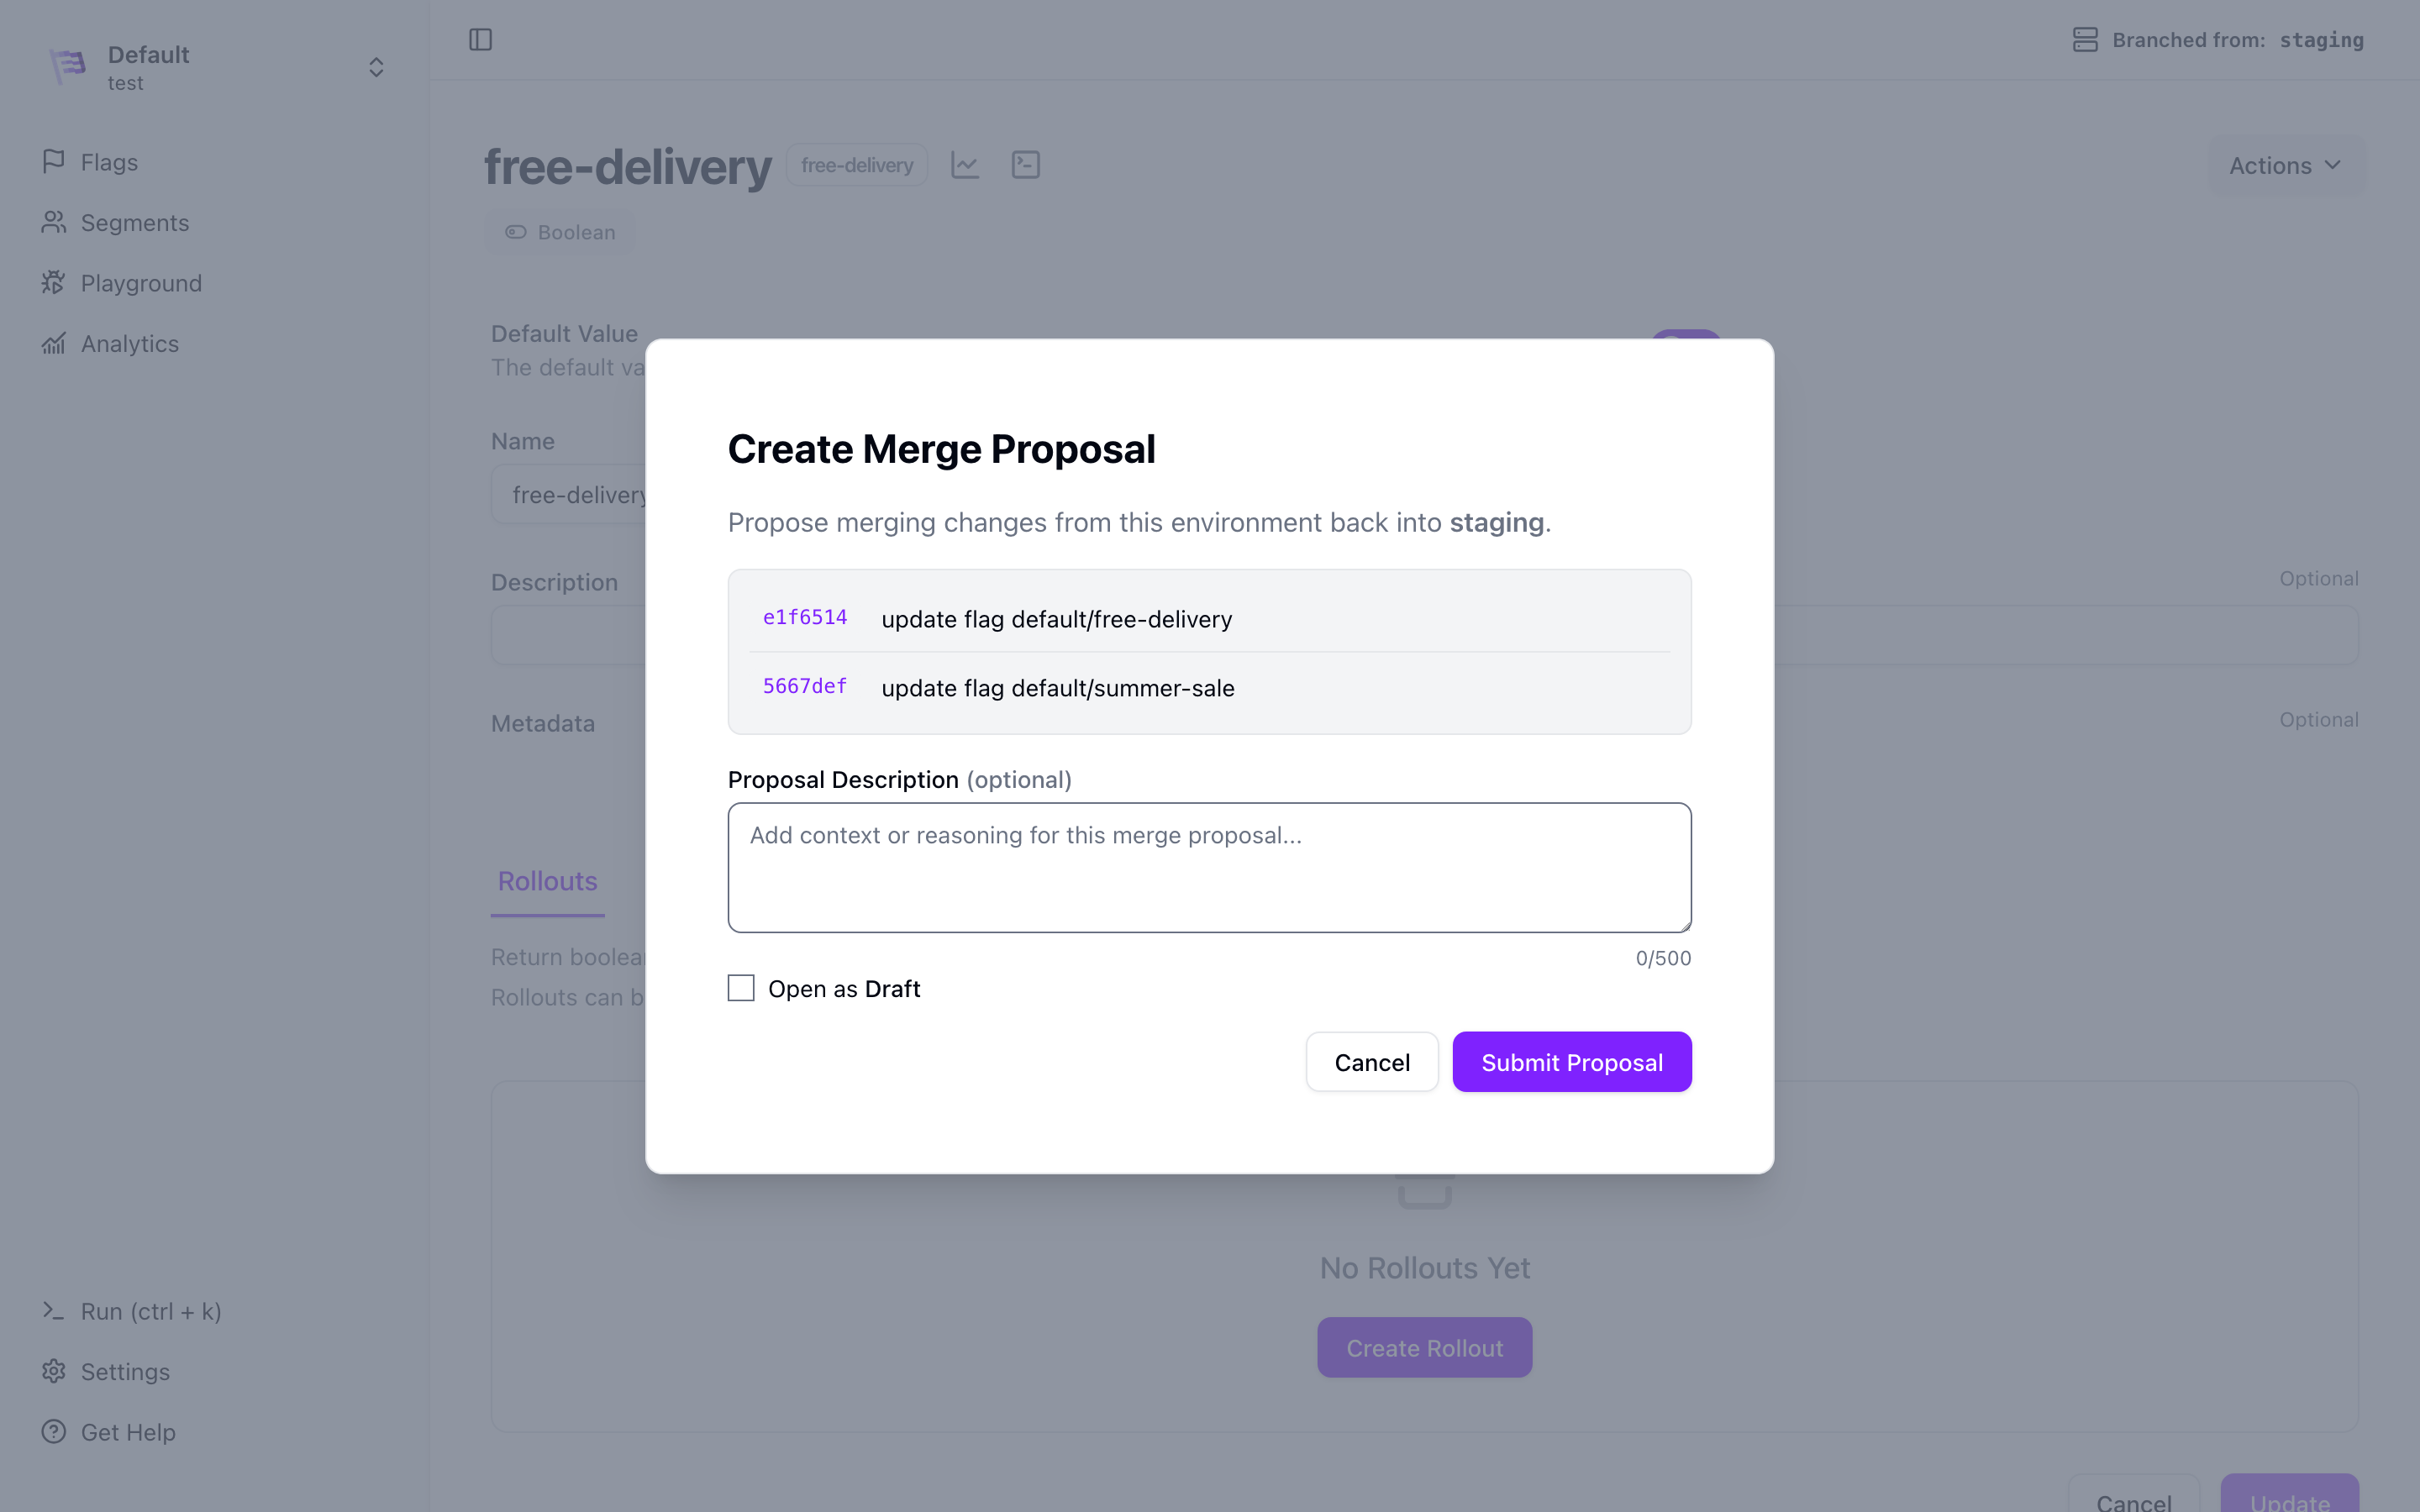 Default
test
Flags
Segments
Playground
Analytics
Run (ctrl + k)
Settings
Get Help
Branched from: staging
free-delivery
free-delivery
Actions
Boolean
Default Value
The default va
Name
free-delivery
Description
Optional
Metadata
Optional
Rollouts
Return boolea
Rollouts can b
Create Merge Proposal
Propose merging changes from this environment back into staging.
e1f6514 update flag default/free-delivery
5667def update flag default/summer-sale
Proposal Description (optional)
Add context or reasoning for this merge proposal...
0/500
Open as Draft
Cancel
Submit Proposal
No Rollouts Yet
Create Rollout
Cancel
Update